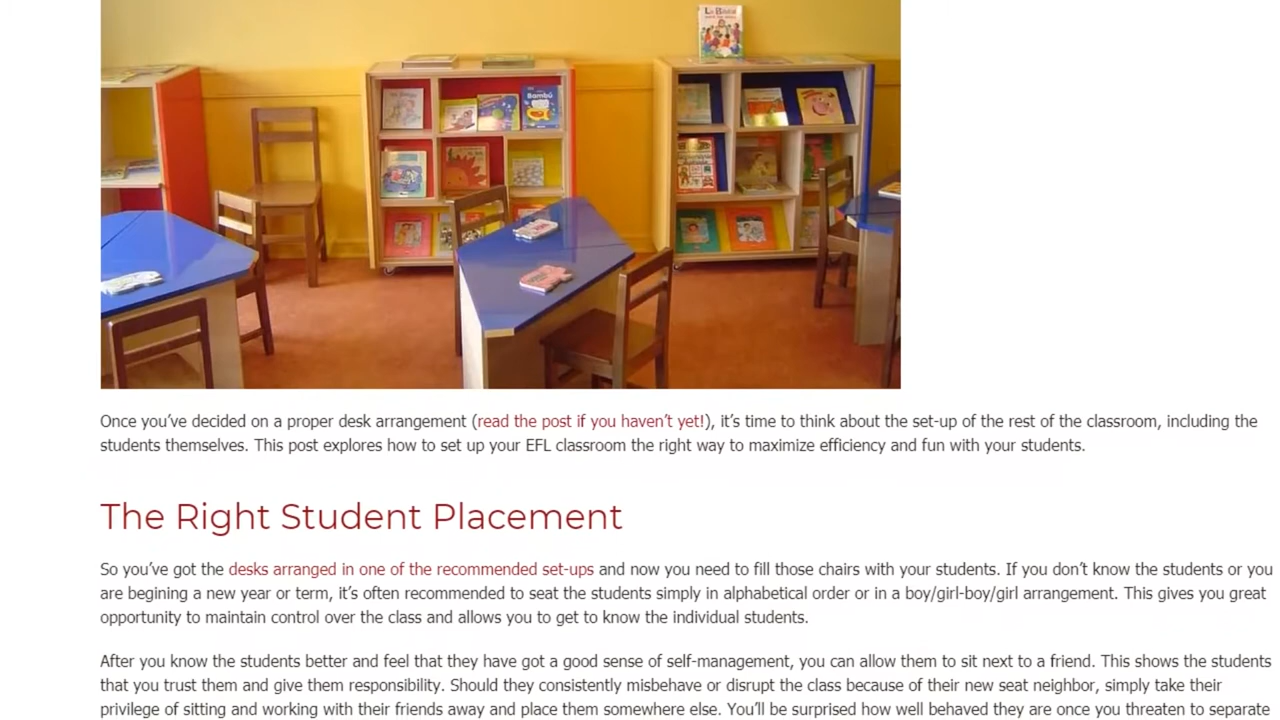 La Biblia
Bambú
Once you've decided on a proper desk arrangement (read the post if you haven't yet!), it's time to think about the set-up of the rest of the classroom, including the
students themselves. This post explores how to set up your EFL classroom the right way to maximize efficiency and fun with your students.
The Right Student Placement
So you've got the desks arranged in one of the recommended set-ups and now you need to fill those chairs with your students. If you don't know the students or you
are begining a new year or term, it's often recommended to seat the students simply in alphabetical order or in a boy/girl-boy/girl arrangement. This gives you great
opportunity to maintain control over the class and allows you to get to know the individual students.
After you know the students better and feel that they have got a good sense of self-management, you can allow them to sit next to a friend. This shows the students
that you trust them and give them responsibility. Should they consistently misbehave or disrupt the class because of their new seat neighbor, simply take their
privilege of sitting and working with their friends away and place them somewhere else. You'll be surprised how well behaved they are once you threaten to separate